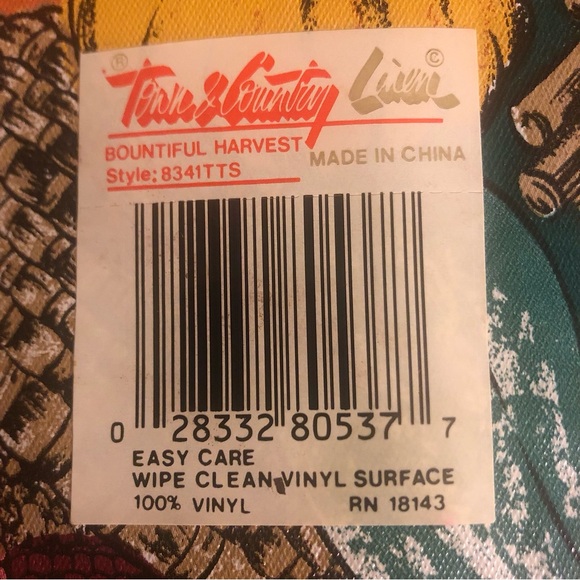 ® Town & Country Linen ©
BOUNTIFUL HARVEST MADE IN CHINA
Style: 8341TTS
0 28332 80537 7
EASY CARE
WIPE CLEAN VINYL SURFACE
100% VINYL RN 18143